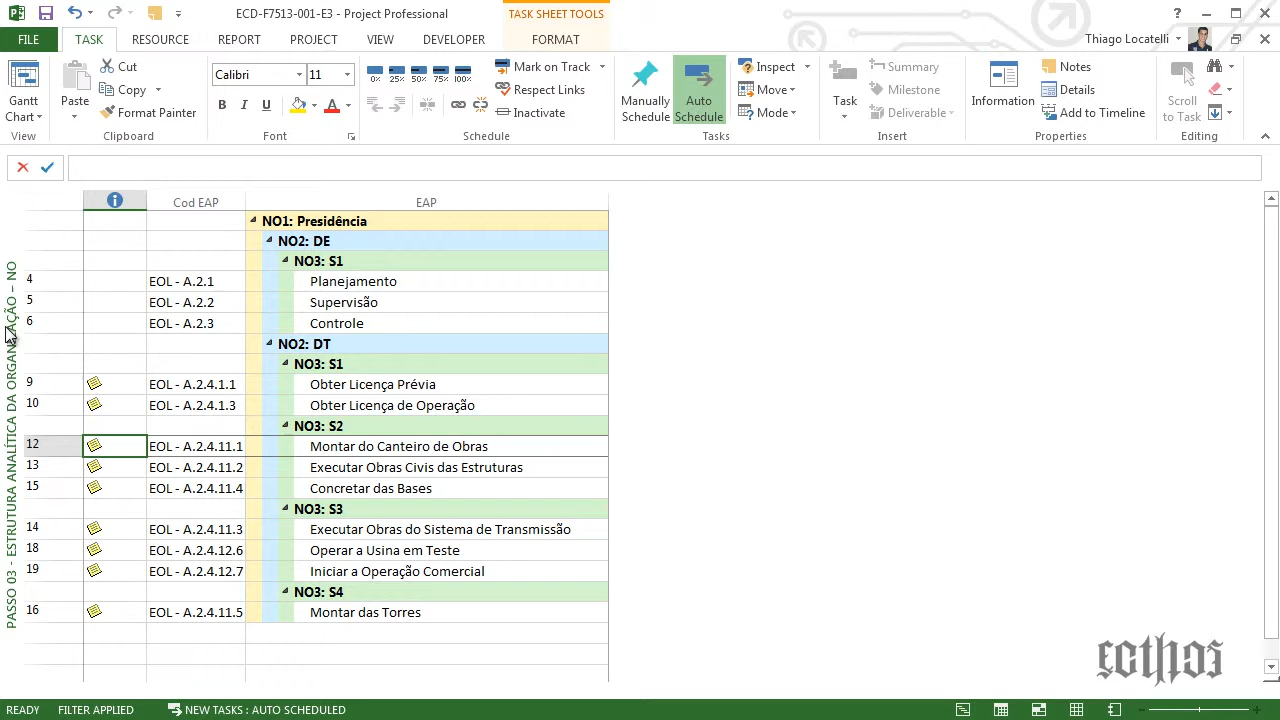 ECD-F7513-001-E3 - Project Professional
TASK SHEET TOOLS
FILE
TASK
RESOURCE
REPORT
PROJECT
VIEW
DEVELOPER
FORMAT
Thiago Locatelli
Gantt Chart
View
Paste
Cut
Copy
Format Painter
Clipboard
Calibri
11
B I U
A
Font
0% 25% 50% 75% 100%
Mark on Track
Respect Links
Inactivate
Schedule
Manually Schedule
Auto Schedule
Inspect
Move
Mode
Tasks
Task
Summary
Milestone
Deliverable
Insert
Information
Notes
Details
Add to Timeline
Properties
Scroll to Task
Editing
Cod EAP EAP
NO1: Presidência
NO2: DE
NO3: S1
4 EOL - A.2.1 Planejamento
5 EOL - A.2.2 Supervisão
6 EOL - A.2.3 Controle
NO2: DT
NO3: S1
9 EOL - A.2.4.1.1 Obter Licença Prévia
10 EOL - A.2.4.1.3 Obter Licença de Operação
NO3: S2
12 EOL - A.2.4.11.1 Montar do Canteiro de Obras
13 EOL - A.2.4.11.2 Executar Obras Civis das Estruturas
15 EOL - A.2.4.11.4 Concretar das Bases
NO3: S3
14 EOL - A.2.4.11.3 Executar Obras do Sistema de Transmissão
18 EOL - A.2.4.12.6 Operar a Usina em Teste
19 EOL - A.2.4.12.7 Iniciar a Operação Comercial
NO3: S4
16 EOL - A.2.4.11.5 Montar das Torres
PASSO 03 - ESTRUTURA ANALÍTICA DA ORGANIZAÇÃO – NO
ecthos
READY
FILTER APPLIED
NEW TASKS : AUTO SCHEDULED